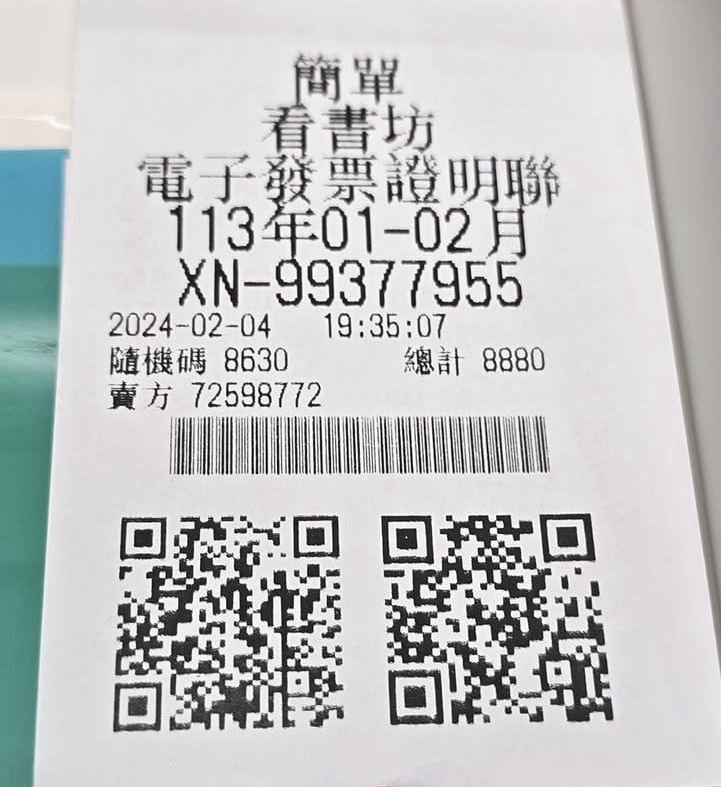 簡單
看書坊
電子發票證明聯
113年01-02月
XN-99377955
2024-02-04 19:35:07
隨機碼 8630 總計 8880
賣方 72598772